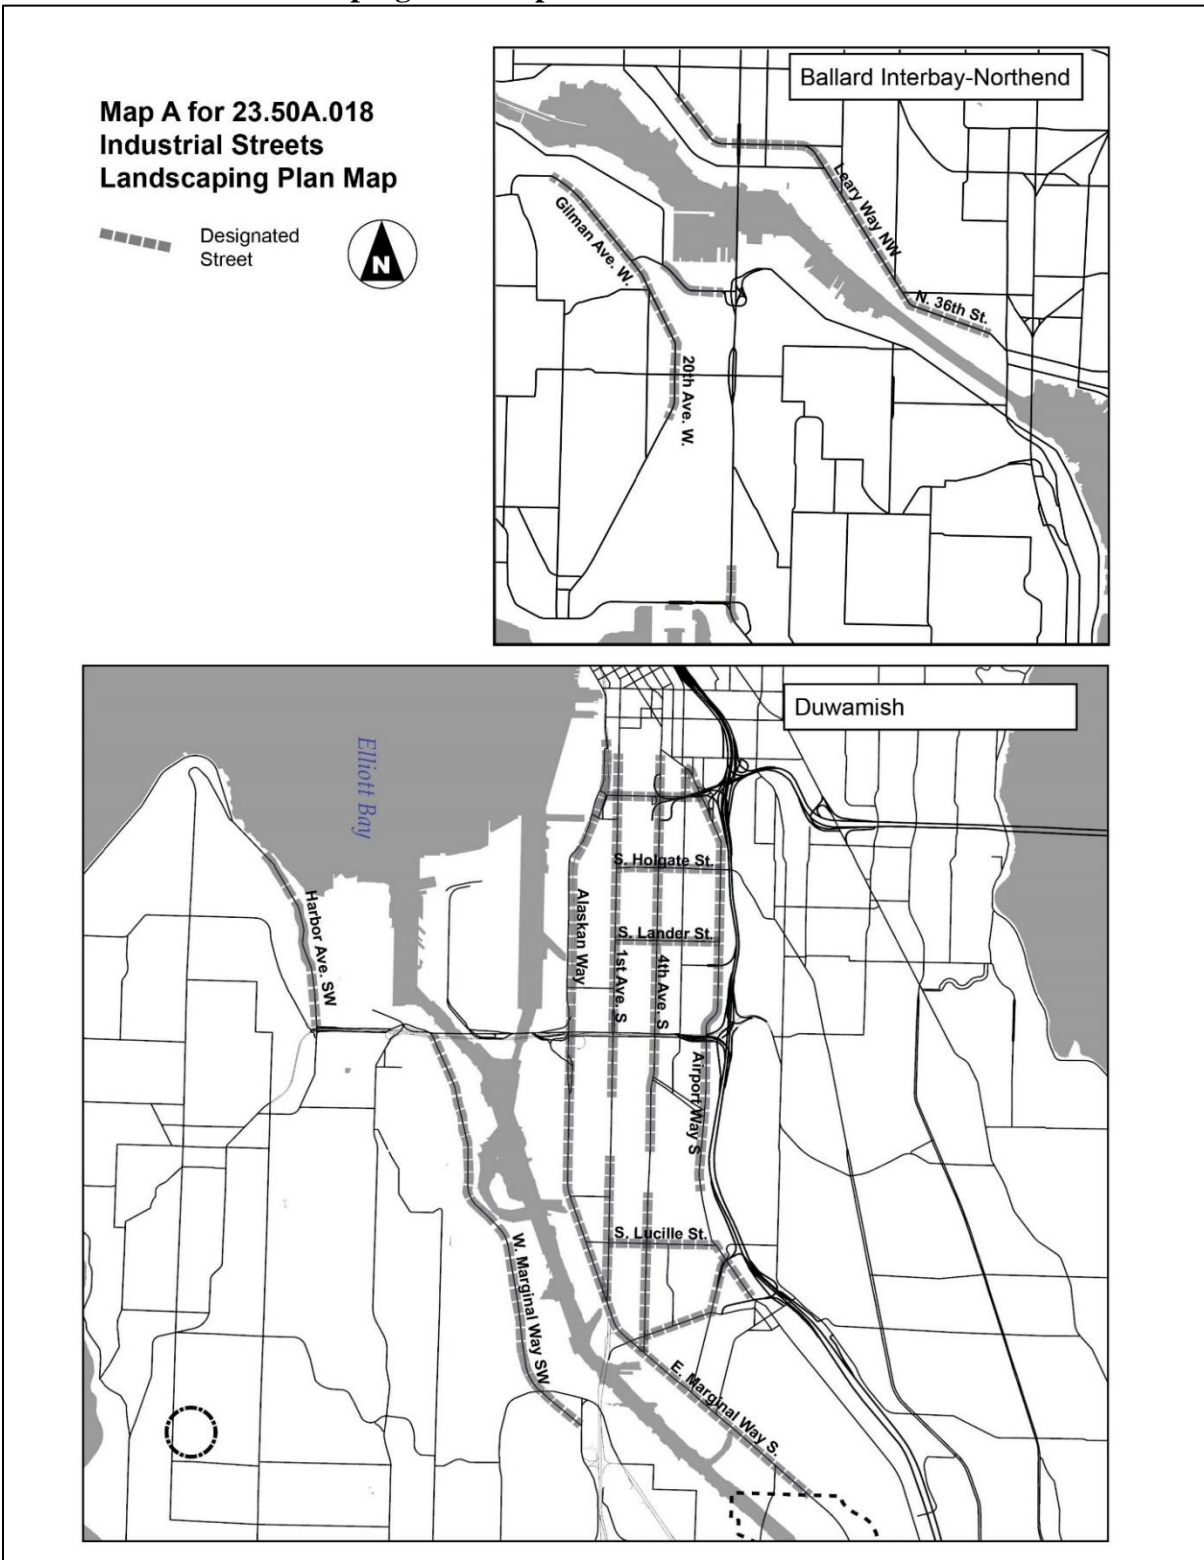 Map A for 23.50A.018
Industrial Streets
Landscaping Plan Map
Designated
Street
N
Ballard Interbay-Northend
Leary Way NW
Gilman Ave. W.
N. 36th St.
20th Ave. W.
Duwamish
Elliott Bay
S. Holgate St.
Harbor Ave. SW
Alaskan Way
S. Lander St.
1st Ave. S
4th Ave. S
Airport Way S
S. Lucille St.
W. Marginal Way SW
E. Marginal Way S.